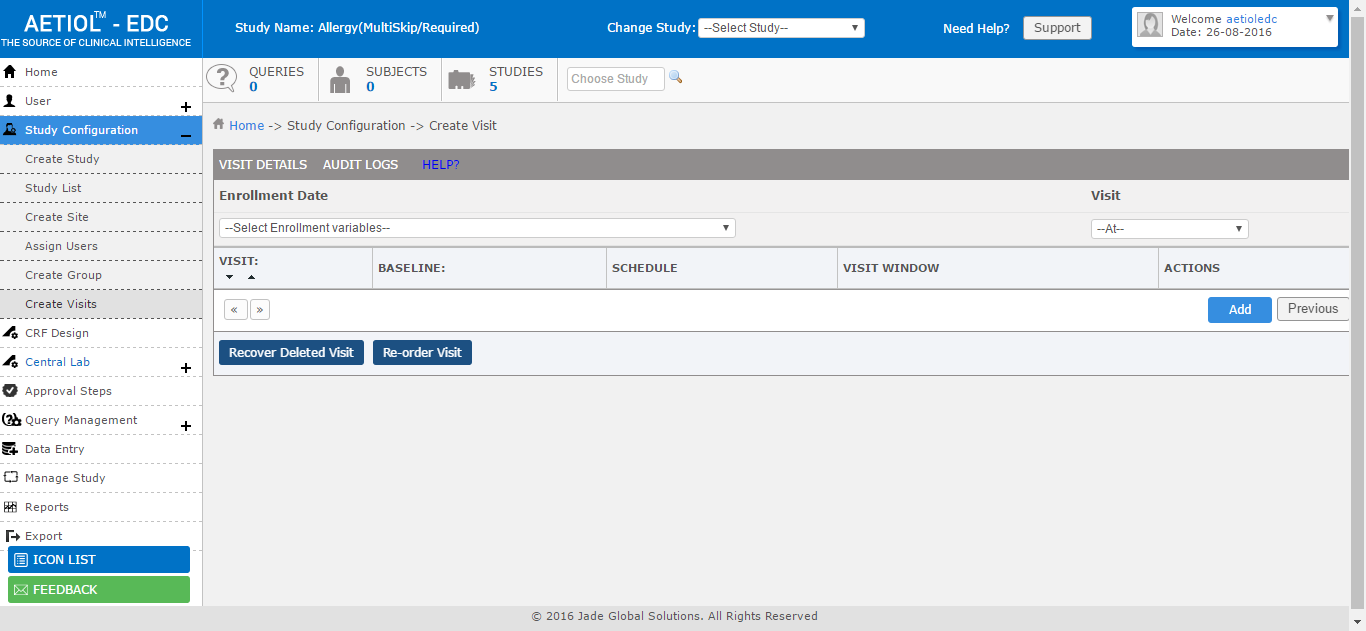 AETIOL™ - EDC
THE SOURCE OF CLINICAL INTELLIGENCE
Study Name: Allergy(MultiSkip/Required)
Change Study: --Select Study--
Need Help? Support
Welcome aetioledc
Date: 26-08-2016
Home
User
Study Configuration
Create Study
Study List
Create Site
Assign Users
Create Group
Create Visits
CRF Design
Central Lab
Approval Steps
Query Management
Data Entry
Manage Study
Reports
Export
ICON LIST
FEEDBACK
QUERIES
0
SUBJECTS
0
STUDIES
5
Choose Study
Home -> Study Configuration -> Create Visit
VISIT DETAILS AUDIT LOGS HELP?
Enrollment Date Visit
--Select Enrollment variables-- --At--
VISIT: BASELINE: SCHEDULE VISIT WINDOW ACTIONS
« » Add Previous
Recover Deleted Visit Re-order Visit
© 2016 Jade Global Solutions. All Rights Reserved